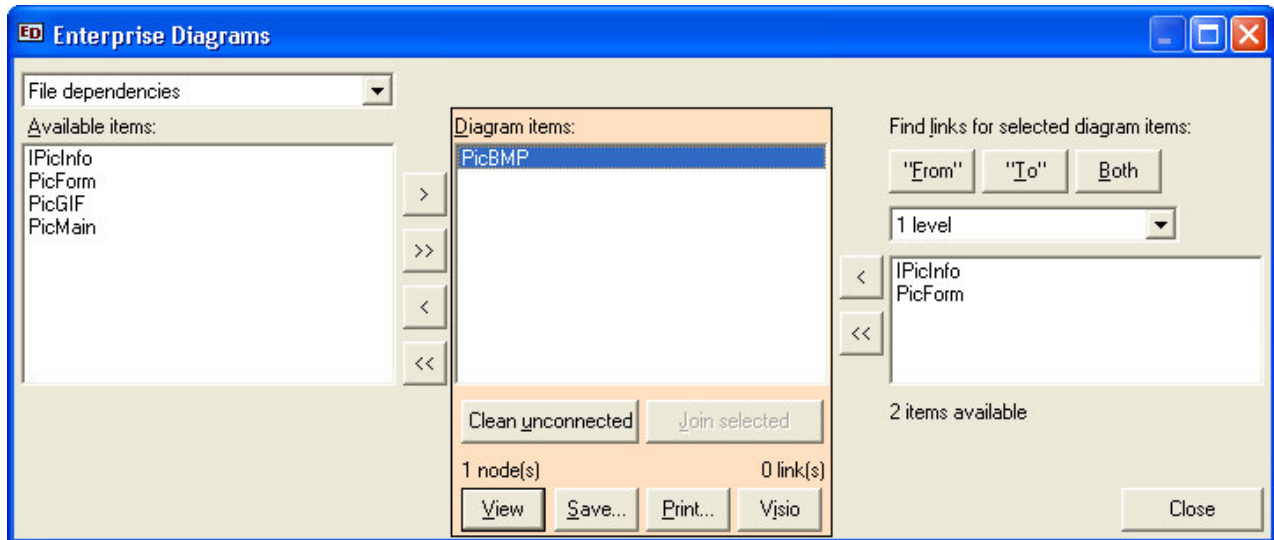 ED Enterprise Diagrams
File dependencies
Available items:
IPicInfo
PicForm
PicGIF
PicMain
>
>>
<
<<
Diagram items:
PicBMP
Clean unconnected
Join selected
1 node(s) 0 link(s)
View Save... Print... Visio
Find links for selected diagram items:
"From" "To" Both
1 level
<
<<
IPicInfo
PicForm
2 items available
Close